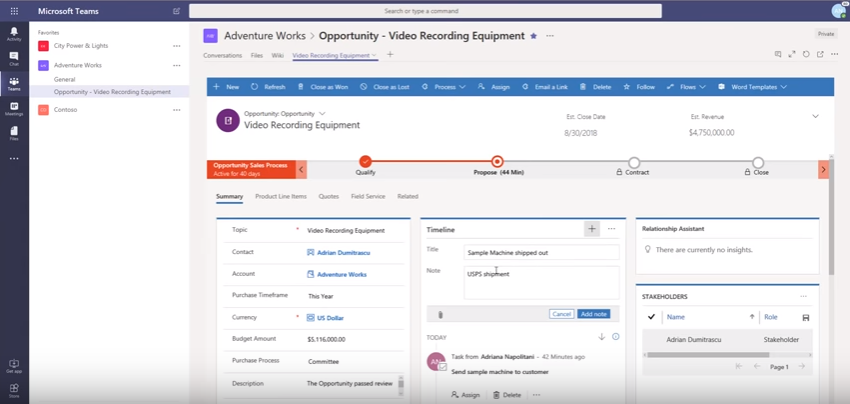 Microsoft Teams
Search or type a command
Activity
Chat
Teams
Meetings
Files
Get app
Store
Favorites
City Power & Lights
Adventure Works
General
Opportunity - Video Recording Equipment
Contoso
Adventure Works > Opportunity - Video Recording Equipment
Private
Conversations Files Wiki Video Recording Equipment
New Refresh Close as Won Close as Lost Process Assign Email a Link Delete Follow Flows Word Templates
Opportunity: Opportunity
Video Recording Equipment
Est. Close Date
8/30/2018
Est. Revenue
$4,750,000.00
Opportunity Sales Process
Active for 40 days
Qualify
Propose (44 Min)
Contract
Close
Summary Product Line Items Quotes Field Service Related
Topic * Video Recording Equipment
Contact Adrian Dumitrascu
Account Adventure Works
Purchase Timeframe This Year
Currency * US Dollar
Budget Amount $5,116,000.00
Purchase Process Committee
Description The Opportunity passed review
Timeline
Title Sample Machine shipped out
Note USPS shipment
Cancel Add note
TODAY
AN
Task from Adriana Napolitani - 42 Minutes ago
Send sample machine to customer
Assign Delete
Relationship Assistant
There are currently no insights.
STAKEHOLDERS
Name Role
Adrian Dumitrascu Stakeholder
Page 1